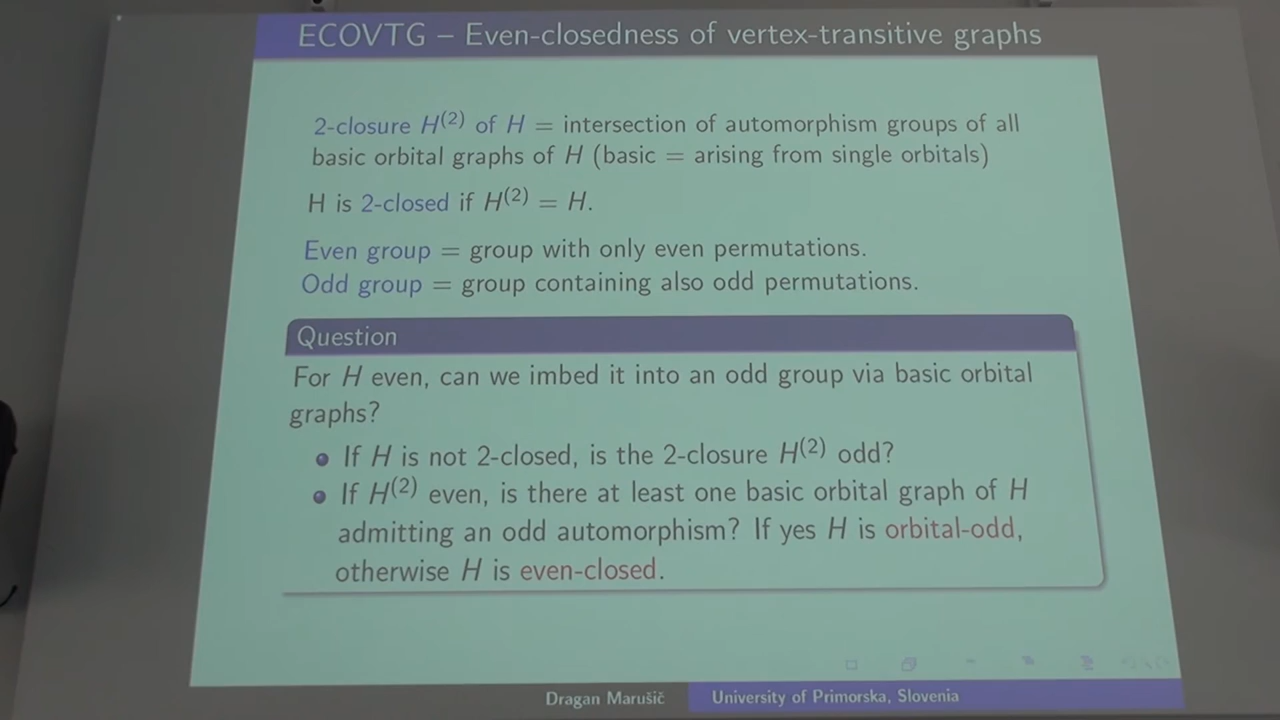 ECOVTG – Even-closedness of vertex-transitive graphs
2-closure H⁽²⁾ of H = intersection of automorphism groups of all
basic orbital graphs of H (basic = arising from single orbitals)
H is 2-closed if H⁽²⁾ = H.
Even group = group with only even permutations.
Odd group = group containing also odd permutations.
Question
For H even, can we imbed it into an odd group via basic orbital
graphs?
• If H is not 2-closed, is the 2-closure H⁽²⁾ odd?
• If H⁽²⁾ even, is there at least one basic orbital graph of H
admitting an odd automorphism? If yes H is orbital-odd,
otherwise H is even-closed.
Dragan Marušič University of Primorska, Slovenia